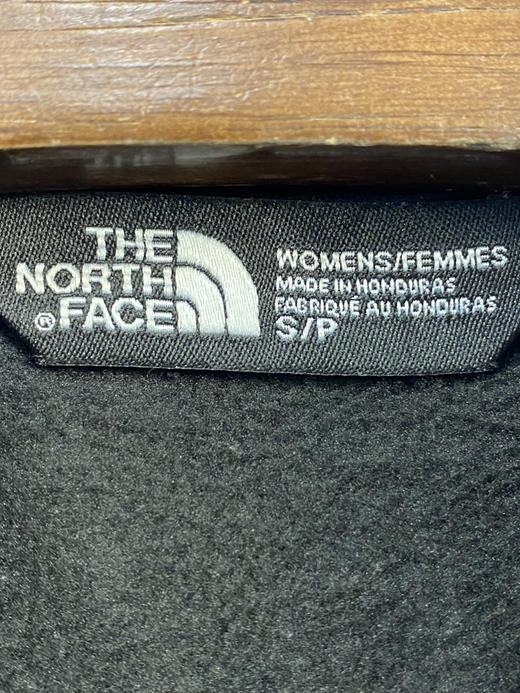 THE
NORTH
® FACE
WOMENS/FEMMES
MADE IN HONDURAS
FABRIQUÉ AU HONDURAS
S/P